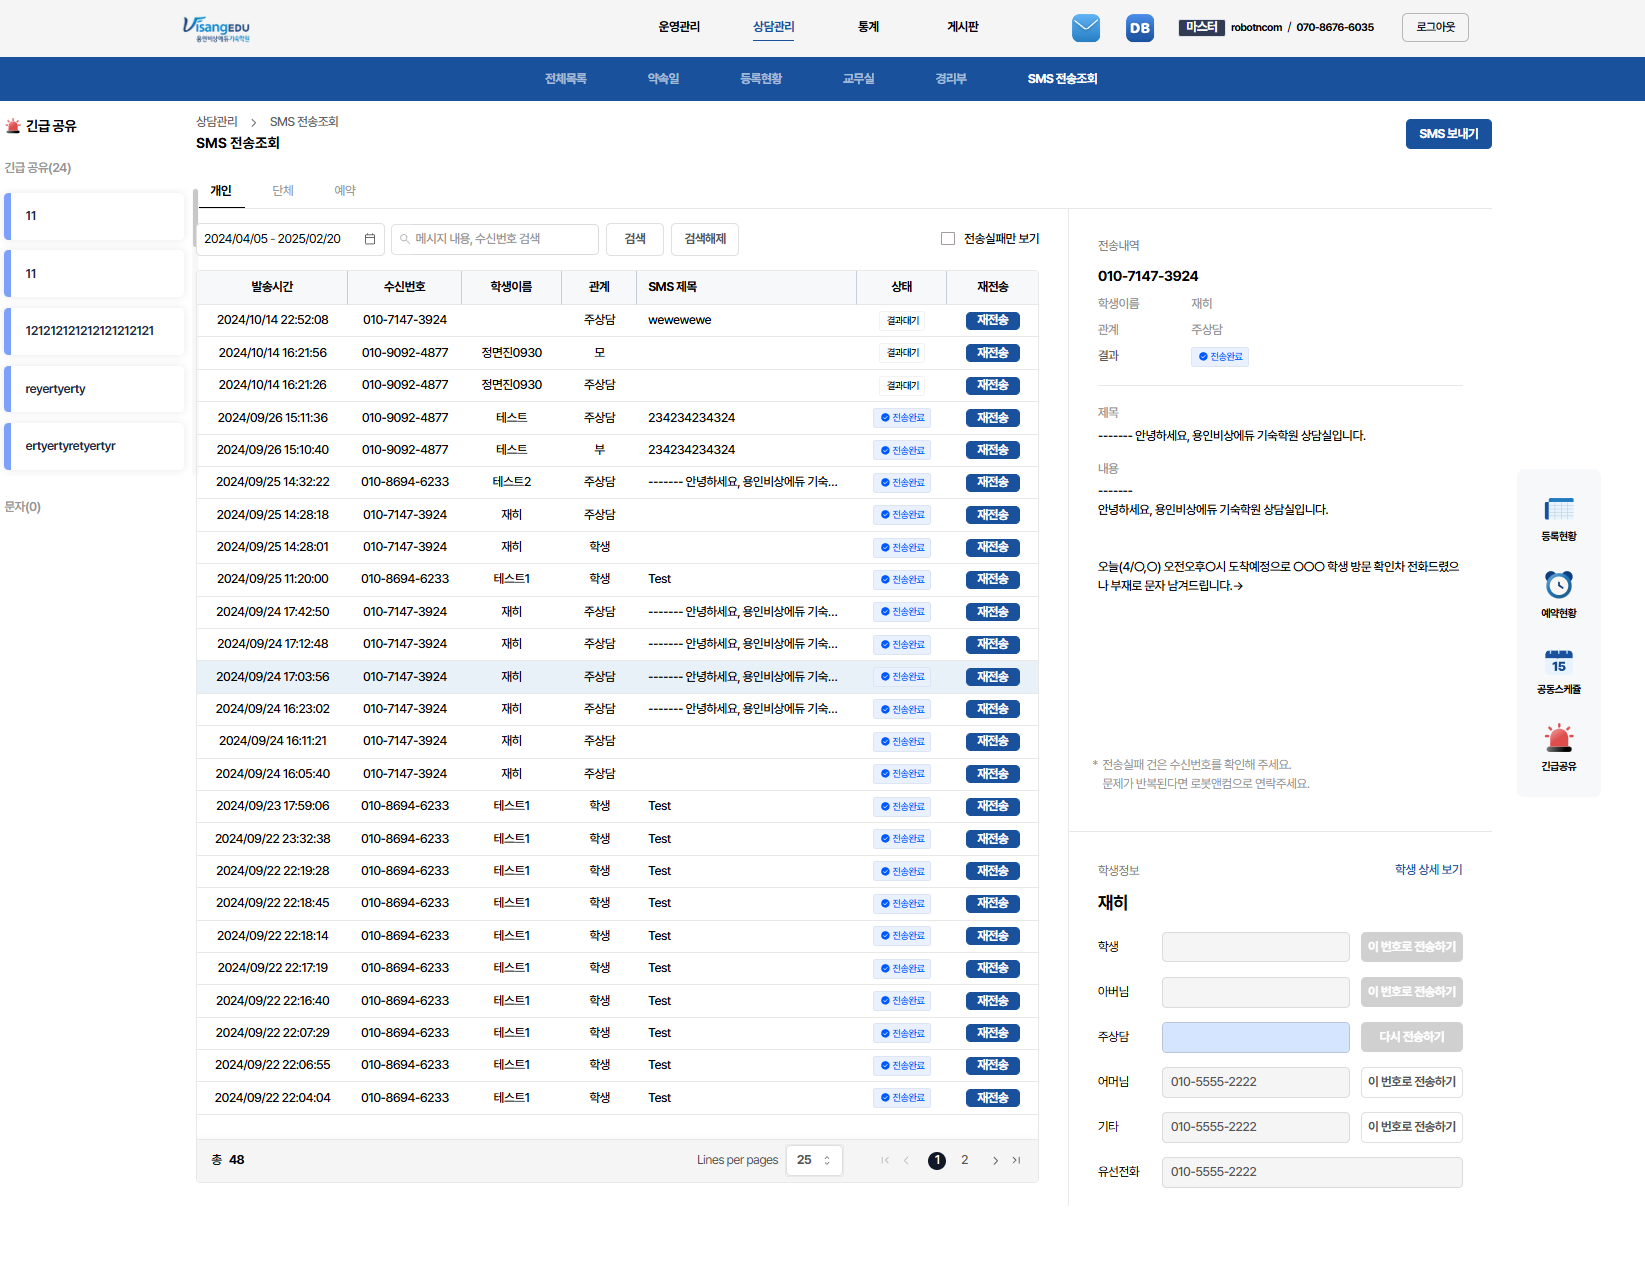 VisangEDU
용인비상에듀기숙학원
운영관리 상담관리 통계 게시판
DB
마스터 robotncom / 070-8676-6035
로그아웃
전체목록 약속일 등록현황 교무실 경리부 SMS 전송조회
긴급 공유
긴급 공유(24)
11
11
121212121212121212121
reyertyerty
ertyertyretyertyr
문자(0)
상담관리 > SMS 전송조회
SMS 전송조회
SMS 보내기
개인 단체 예약
2024/04/05 - 2025/02/20
메시지 내용, 수신번호 검색
검색 검색해제
전송실패만 보기
발송시간 수신번호 학생이름 관계 SMS 제목 상태 재전송
2024/10/14 22:52:08 010-7147-3924 주상담 wewewewe 결과대기 재전송
2024/10/14 16:21:56 010-9092-4877 정면진0930 모 결과대기 재전송
2024/10/14 16:21:26 010-9092-4877 정면진0930 주상담 결과대기 재전송
2024/09/26 15:11:36 010-9092-4877 테스트 주상담 234234234324 전송완료 재전송
2024/09/26 15:10:40 010-9092-4877 테스트 부 234234234324 전송완료 재전송
2024/09/25 14:32:22 010-8694-6233 테스트2 주상담 ------- 안녕하세요, 용인비상에듀 기숙... 전송완료 재전송
2024/09/25 14:28:18 010-7147-3924 재히 주상담 전송완료 재전송
2024/09/25 14:28:01 010-7147-3924 재히 학생 전송완료 재전송
2024/09/25 11:20:00 010-8694-6233 테스트1 학생 Test 전송완료 재전송
2024/09/24 17:42:50 010-7147-3924 재히 주상담 ------- 안녕하세요, 용인비상에듀 기숙... 전송완료 재전송
2024/09/24 17:12:48 010-7147-3924 재히 주상담 ------- 안녕하세요, 용인비상에듀 기숙... 전송완료 재전송
2024/09/24 17:03:56 010-7147-3924 재히 주상담 ------- 안녕하세요, 용인비상에듀 기숙... 전송완료 재전송
2024/09/24 16:23:02 010-7147-3924 재히 주상담 ------- 안녕하세요, 용인비상에듀 기숙... 전송완료 재전송
2024/09/24 16:11:21 010-7147-3924 재히 주상담 전송완료 재전송
2024/09/24 16:05:40 010-7147-3924 재히 주상담 전송완료 재전송
2024/09/23 17:59:06 010-8694-6233 테스트1 학생 Test 전송완료 재전송
2024/09/22 23:32:38 010-8694-6233 테스트1 학생 Test 전송완료 재전송
2024/09/22 22:19:28 010-8694-6233 테스트1 학생 Test 전송완료 재전송
2024/09/22 22:18:45 010-8694-6233 테스트1 학생 Test 전송완료 재전송
2024/09/22 22:18:14 010-8694-6233 테스트1 학생 Test 전송완료 재전송
2024/09/22 22:17:19 010-8694-6233 테스트1 학생 Test 전송완료 재전송
2024/09/22 22:16:40 010-8694-6233 테스트1 학생 Test 전송완료 재전송
2024/09/22 22:07:29 010-8694-6233 테스트1 학생 Test 전송완료 재전송
2024/09/22 22:06:55 010-8694-6233 테스트1 학생 Test 전송완료 재전송
2024/09/22 22:04:04 010-8694-6233 테스트1 학생 Test 전송완료 재전송
총 48
Lines per pages 25
1 2
전송내역
010-7147-3924
학생이름 재히
관계 주상담
결과 전송완료
제목
------- 안녕하세요, 용인비상에듀 기숙학원 상담실입니다.
내용
-------
안녕하세요, 용인비상에듀 기숙학원 상담실입니다.
오늘(4/O,O) 오전오후O시 도착예정으로 OOO 학생 방문 확인차 전화드렸으
나 부재로 문자 남겨드립니다.→
* 전송실패 건은 수신번호를 확인해 주세요.
문제가 반복된다면 로봇앤컴으로 연락주세요.
학생정보 학생 상세 보기
재히
학생 이 번호로 전송하기
아버님 이 번호로 전송하기
주상담 다시 전송하기
어머님 010-5555-2222 이 번호로 전송하기
기타 010-5555-2222 이 번호로 전송하기
유선전화 010-5555-2222
등록현황
예약현황
15
공동스케쥴
긴급공유